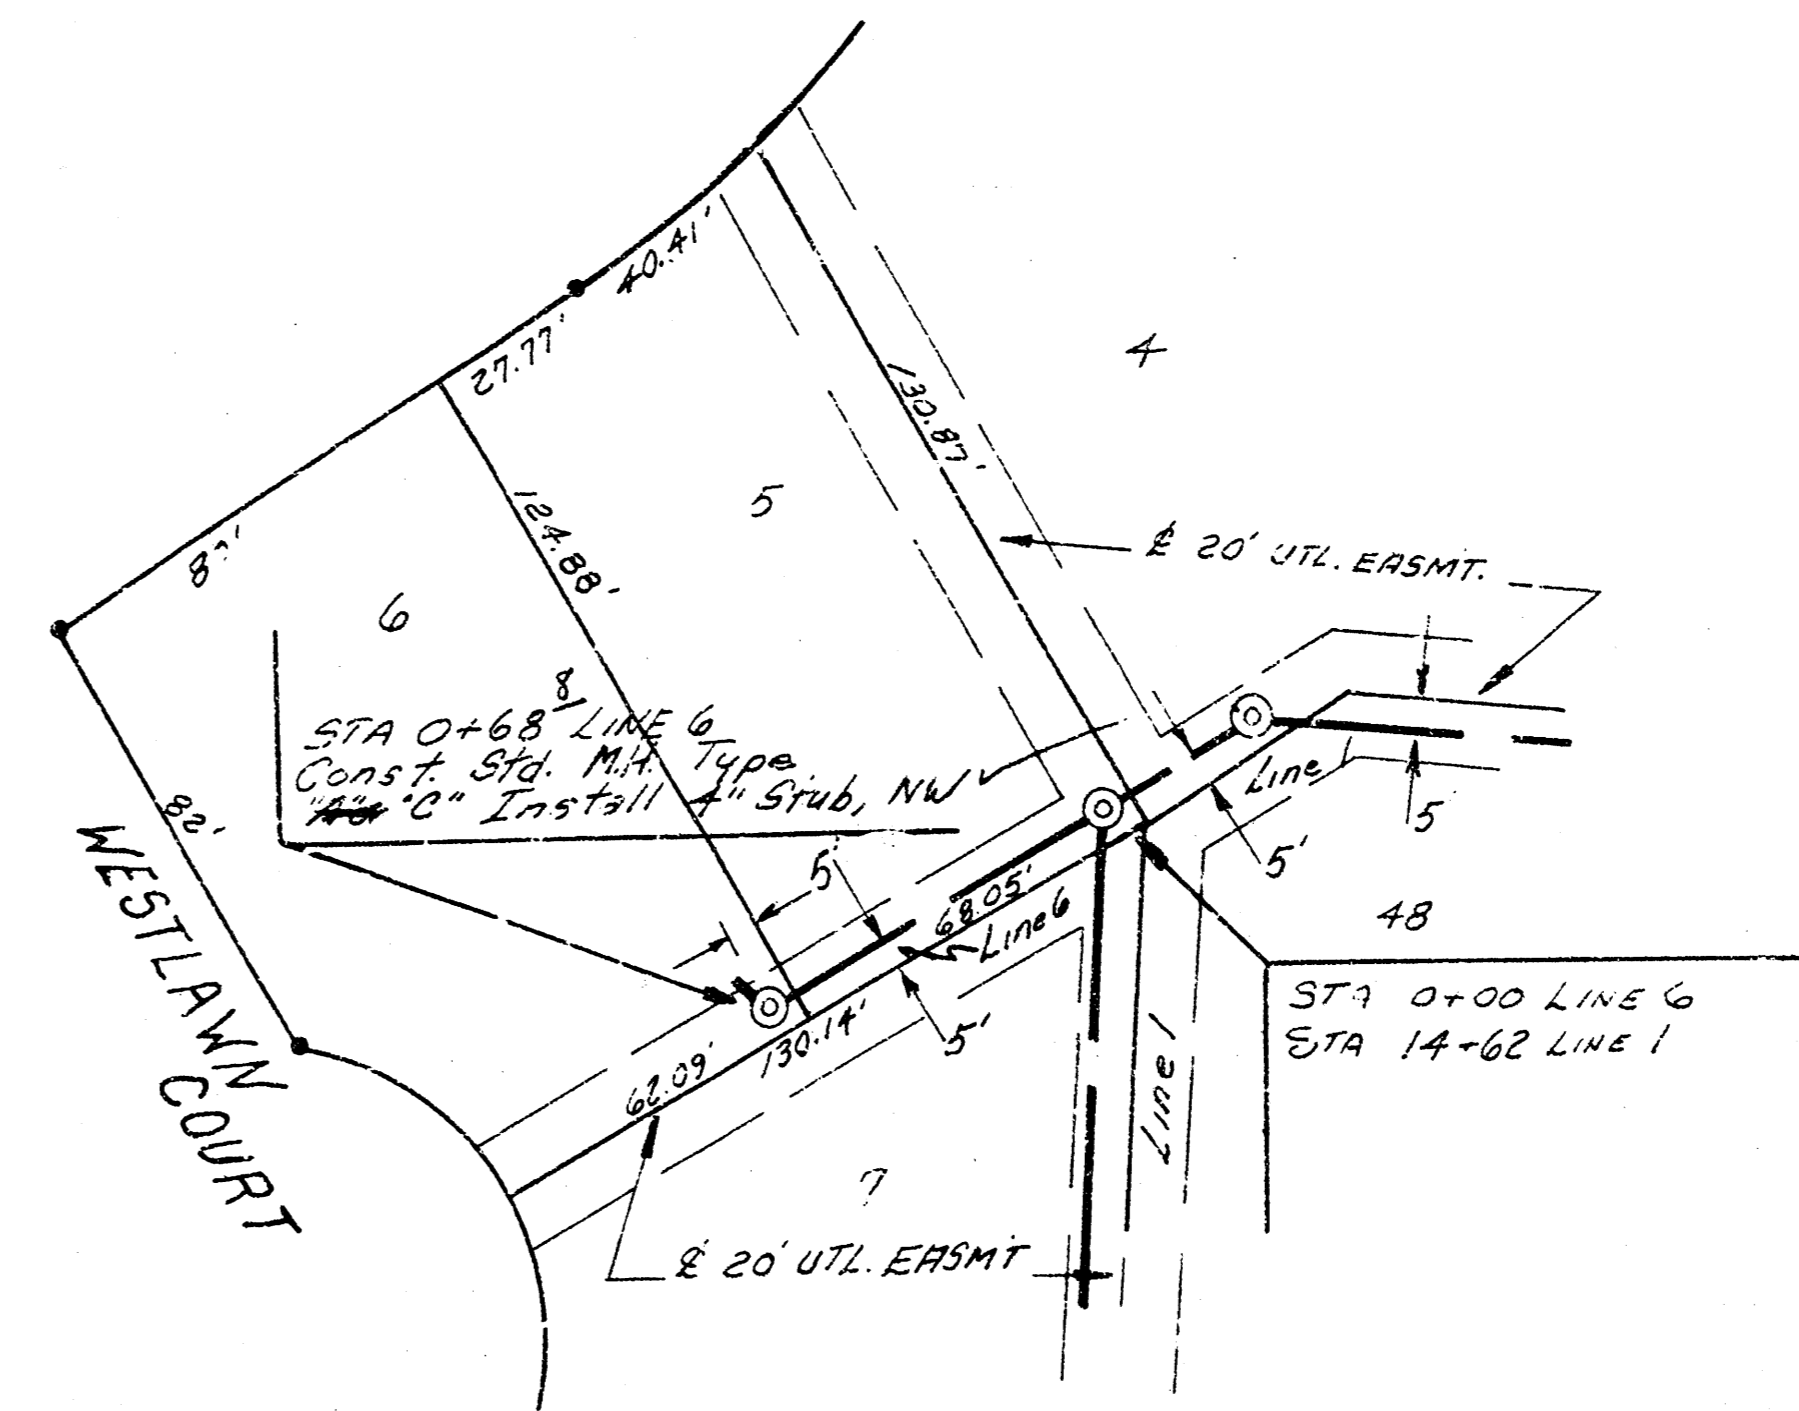 40.41'
27.77'
4
130.87'
5
124.88'
℄ 20' UTL. EASMT.
6
8
STA 0+68 LINE 6
Const. Std. M.H. Type
"C" Install 4" Stub, NW
82'
WESTLAWN
COURT
Line 1
5
5'
5'
68.05'
Line 6
48
STA 0+00 LINE 6
STA 14+62 LINE 1
5'
130.14'
62.09'
Line 1
7
℄ 20' UTL. EASMT